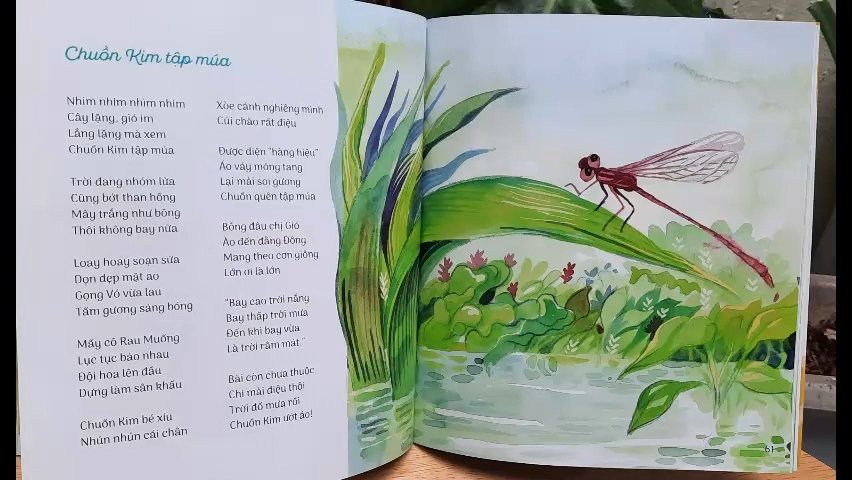 Chuồn Kim tập múa
Nhìm nhìm nhìm nhìm
Cây lặng, gió im
Lẳng lặng mà xem
Chuồn Kim tập múa
Trời đang nhóm lửa
Cũng bớt than hồng
Mây trắng như bông
Thôi không bay nữa
Loay hoay soạn sửa
Dọn dẹp mặt ao
Gọng Vó vừa lau
Tấm gương sáng bóng
Mấy cô Rau Muống
Lục tục bảo nhau
Đội hoa lên đầu
Dựng làm sân khấu
Chuồn Kim bé xíu
Nhún nhún cái chân
Xòe cánh nghiêng mình
Cúi chào rất điệu
Được diện "hàng hiệu"
Áo váy mỏng tang
Lại mải soi gương
Chuồn quên tập múa
Bỗng đâu chị Gió
Ào đến đằng Đông
Mang theo cơn giông
Lớn ơi là lớn
"Bay cao trời nắng
Bay thấp trời mưa
Đến khi bay vừa
Là trời râm mát."
Bài còn chưa thuộc
Chỉ mải điệu thôi
Trời đổ mưa rồi
Chuồn Kim ướt áo!
61